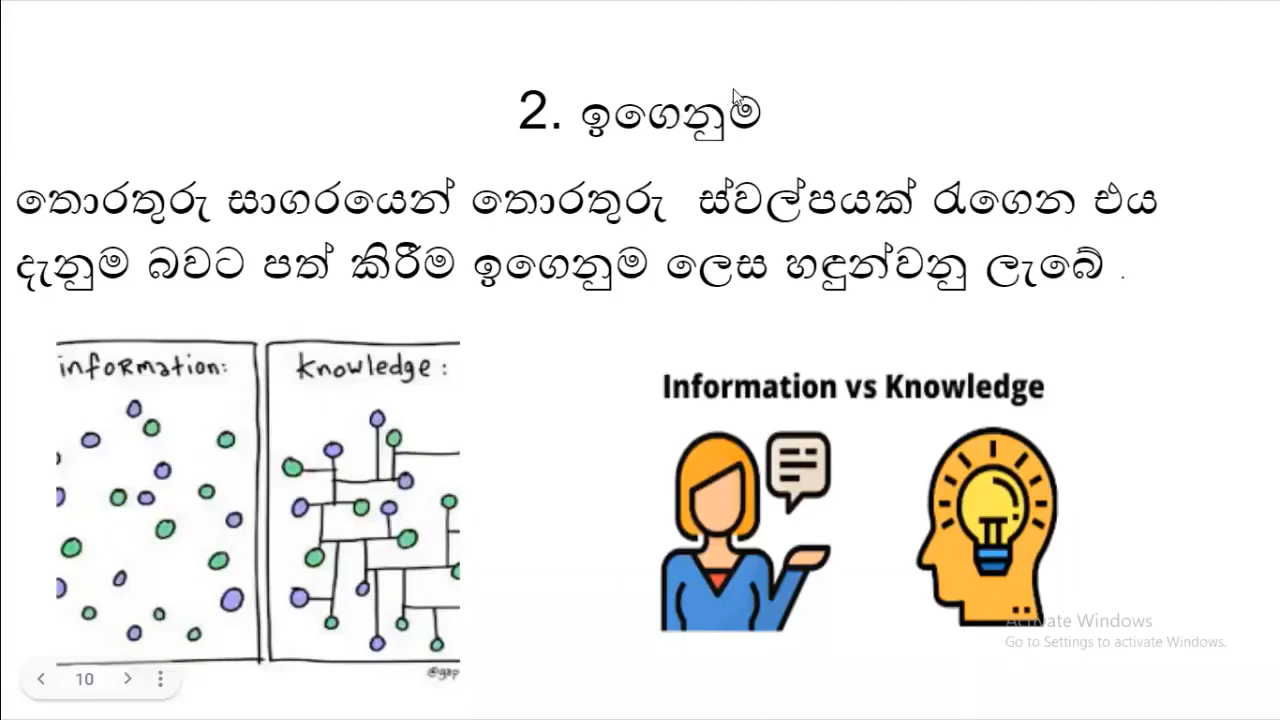 2. ඉගෙනුම
තොරතුරු සාගරයෙන් තොරතුරු ස්වල්පයක් රැගෙන එය
දැනුම බවට පත් කිරීම ඉගෙනුම ලෙස හඳුන්වනු ලැබේ .
information:
knowledge:
Information vs Knowledge
@gap
Activate Windows
Go to Settings to activate Windows.
10